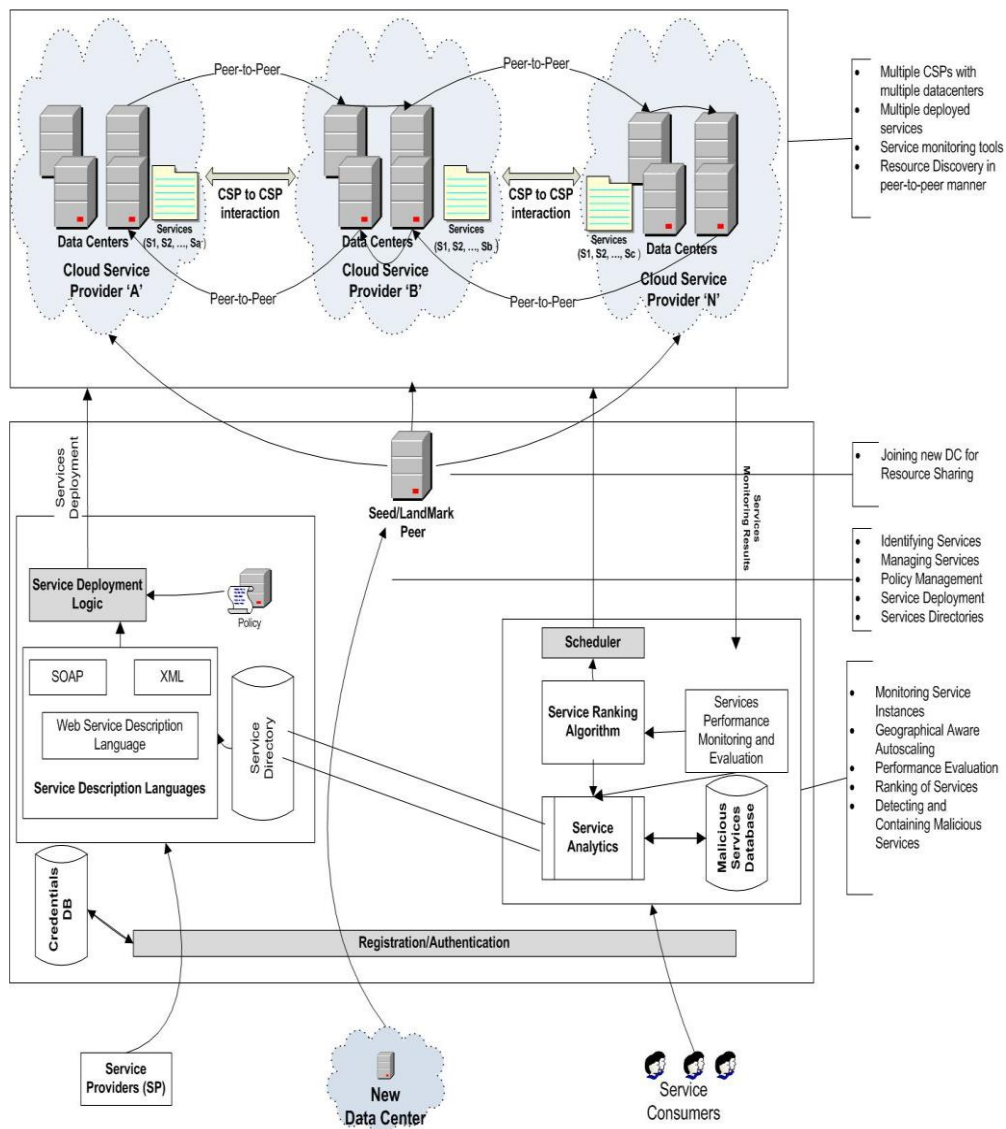 Peer-to-Peer
Peer-to-Peer
CSP to CSP
interaction
CSP to CSP
interaction
Data Centers
Services
(S1, S2, ..., Sa )
Cloud Service
Provider 'A'
Data Centers
Services
(S1, S2, ..., Sb )
Cloud Service
Provider 'B'
Services
(S1, S2, ..., Sc )
Data Centers
Cloud Service
Provider 'N'
Peer-to-Peer
Peer-to-Peer
• Multiple CSPs with
multiple datacenters
• Multiple deployed
services
• Service monitoring tools
• Resource Discovery in
peer-to-peer manner
Services
Deployment
Seed/LandMark
Peer
Services
Monitoring Results
• Joining new DC for
Resource Sharing
• Identifying Services
• Managing Services
• Policy Management
• Service Deployment
• Services Directories
Service Deployment
Logic
Policy
SOAP
XML
Web Service Description
Language
Service Description Languages
Service
Directory
Scheduler
Service Ranking
Algorithm
Services
Performance
Monitoring and
Evaluation
Service
Analytics
Malicious
Services
Database
• Monitoring Service
Instances
• Geographical Aware
Autoscaling
• Performance Evaluation
• Ranking of Services
• Detecting and
Containing Malicious
Services
Credentials
DB
Registration/Authentication
Service
Providers (SP)
New
Data Center
Service
Consumers